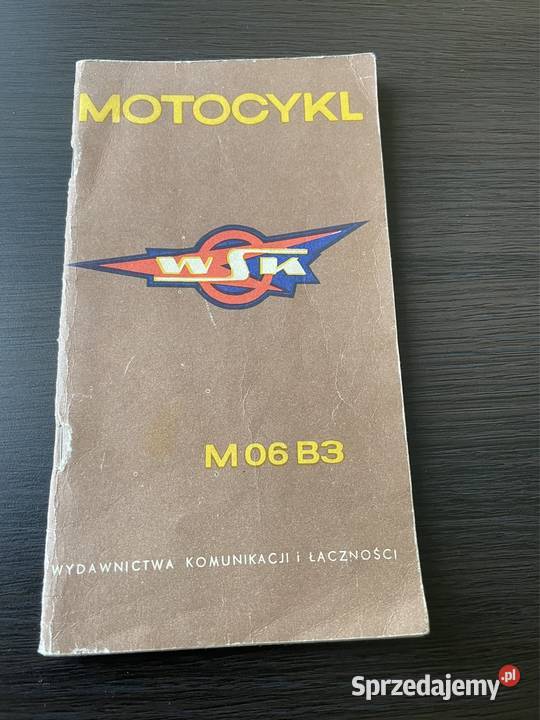 MOTOCYKL
WSK
M 06 B3
WYDAWNICTWA KOMUNIKACJI i ŁĄCZNOŚCI
Sprzedajemy.pl